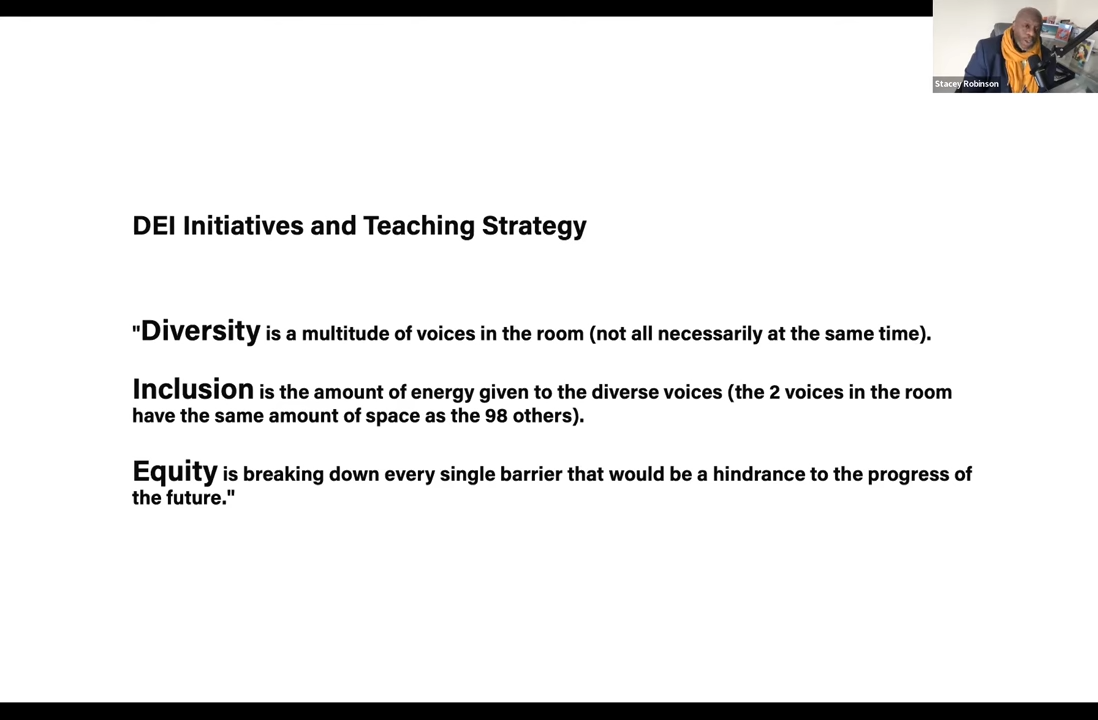 Stacey Robinson
DEI Initiatives and Teaching Strategy
"Diversity is a multitude of voices in the room (not all necessarily at the same time).
Inclusion is the amount of energy given to the diverse voices (the 2 voices in the room
have the same amount of space as the 98 others).
Equity is breaking down every single barrier that would be a hindrance to the progress of
the future."